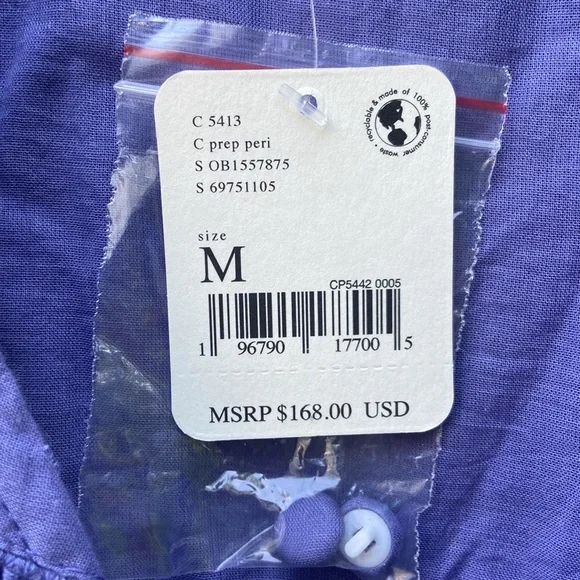 C 5413
C prep peri
S OB1557875
S 69751105
recyclable & made of 100% post-consumer waste •
size
M
CP5442 0005
1 96790 17700 5
MSRP $168.00 USD